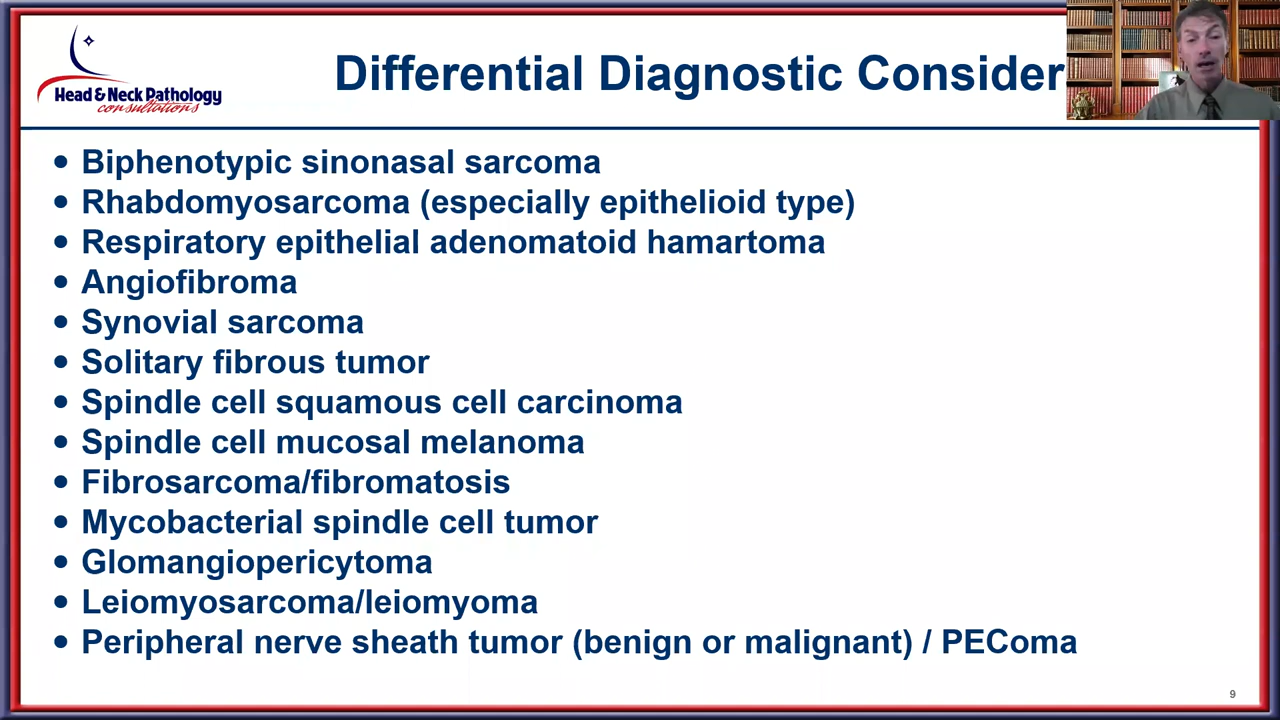 Head & Neck Pathology
consultations
Differential Diagnostic Consider
• Biphenotypic sinonasal sarcoma
• Rhabdomyosarcoma (especially epithelioid type)
• Respiratory epithelial adenomatoid hamartoma
• Angiofibroma
• Synovial sarcoma
• Solitary fibrous tumor
• Spindle cell squamous cell carcinoma
• Spindle cell mucosal melanoma
• Fibrosarcoma/fibromatosis
• Mycobacterial spindle cell tumor
• Glomangiopericytoma
• Leiomyosarcoma/leiomyoma
• Peripheral nerve sheath tumor (benign or malignant) / PEComa
9